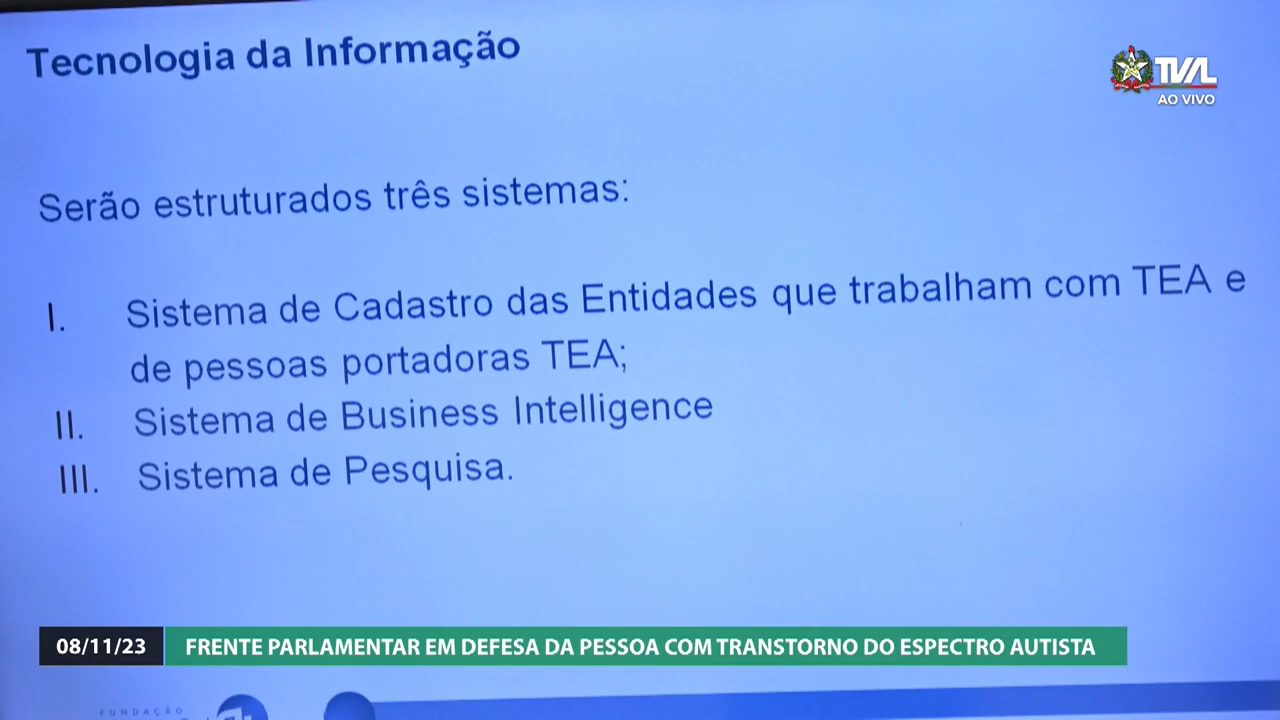 Tecnologia da Informação
TVAL
AO VIVO
Serão estruturados três sistemas:
I. Sistema de Cadastro das Entidades que trabalham com TEA e
de pessoas portadoras TEA;
II. Sistema de Business Intelligence
III. Sistema de Pesquisa.
08/11/23 FRENTE PARLAMENTAR EM DEFESA DA PESSOA COM TRANSTORNO DO ESPECTRO AUTISTA
FUNDAÇÃO